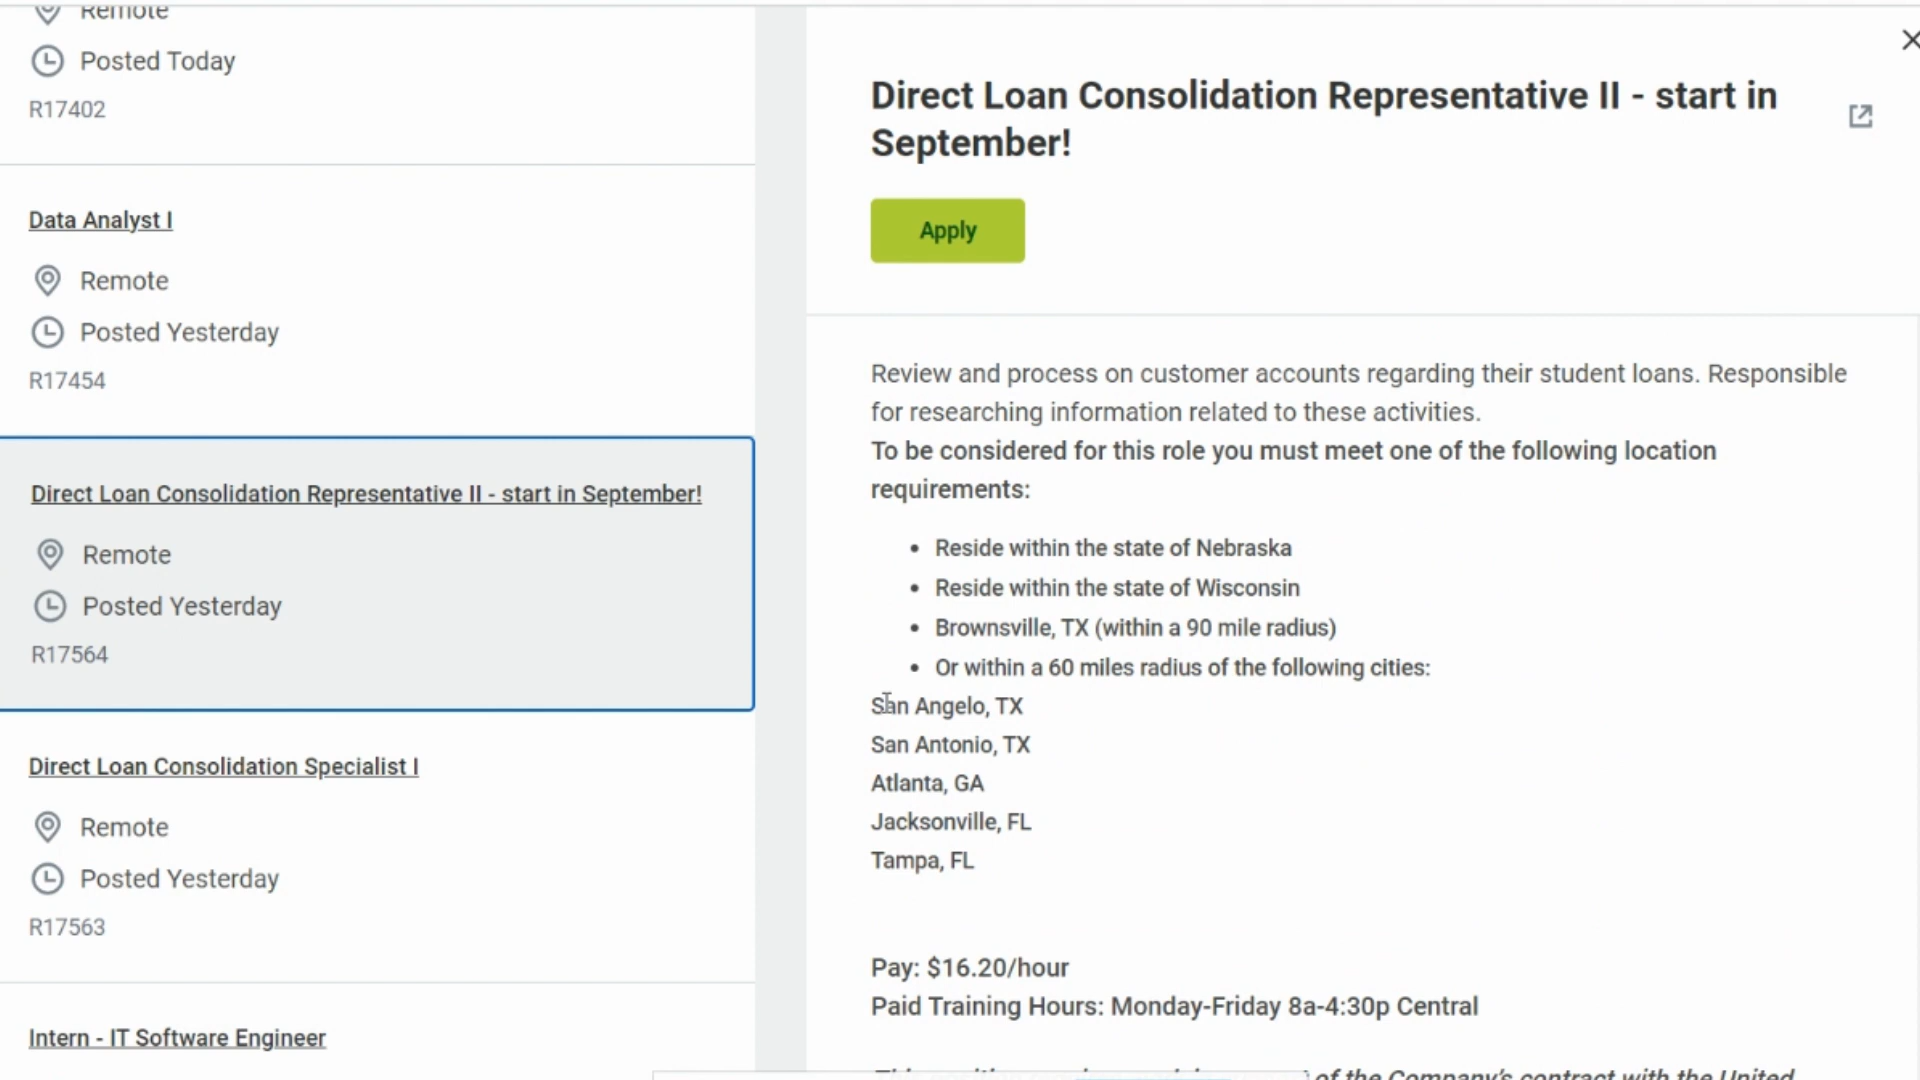 Remote
Posted Today
R17402
Data Analyst I
Remote
Posted Yesterday
R17454
Direct Loan Consolidation Representative II - start in September!
Remote
Posted Yesterday
R17564
Direct Loan Consolidation Specialist I
Remote
Posted Yesterday
R17563
Intern - IT Software Engineer
Direct Loan Consolidation Representative II - start in
September!
Apply
Review and process on customer accounts regarding their student loans. Responsible
for researching information related to these activities.
To be considered for this role you must meet one of the following location
requirements:
• Reside within the state of Nebraska
• Reside within the state of Wisconsin
• Brownsville, TX (within a 90 mile radius)
• Or within a 60 miles radius of the following cities:
San Angelo, TX
San Antonio, TX
Atlanta, GA
Jacksonville, FL
Tampa, FL
Pay: $16.20/hour
Paid Training Hours: Monday-Friday 8a-4:30p Central
of the Company's contract with the United